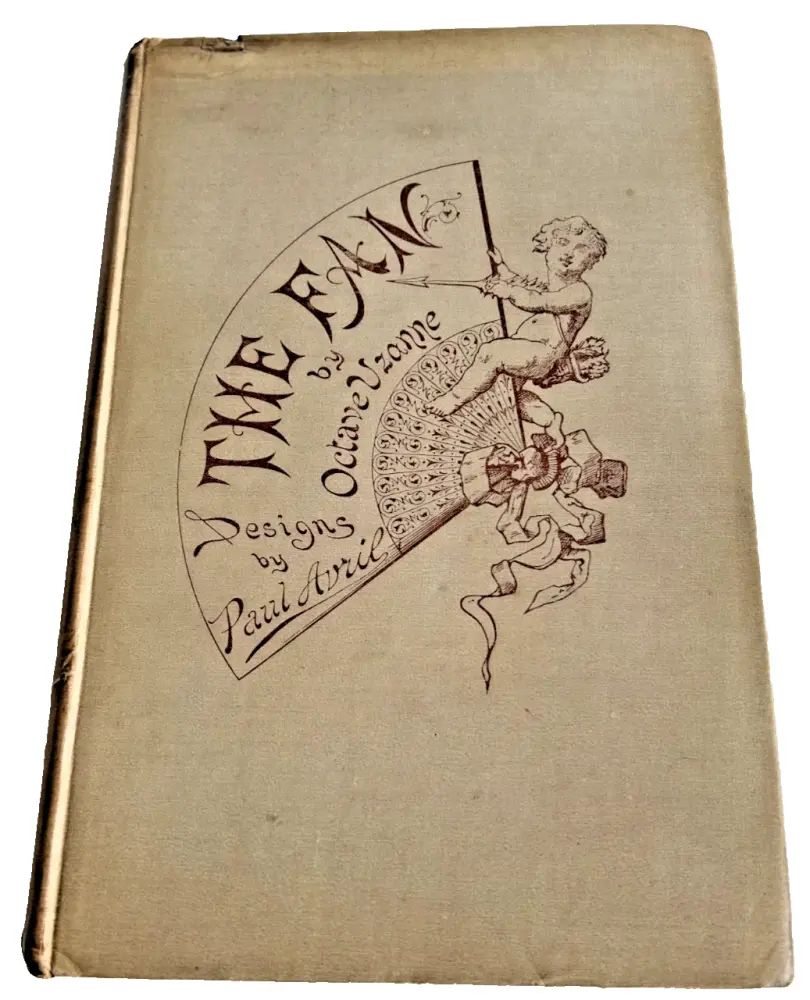 THE FAN
by
Octave Uzanne
Designs
by
Paul Avril